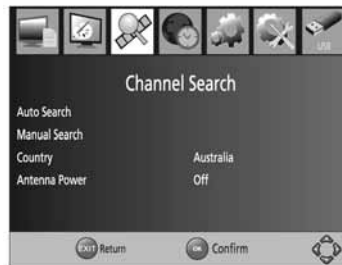 USB
Channel Search
Auto Search
Manual Search
Country Australia
Antenna Power Off
EXIT Return OK Confirm